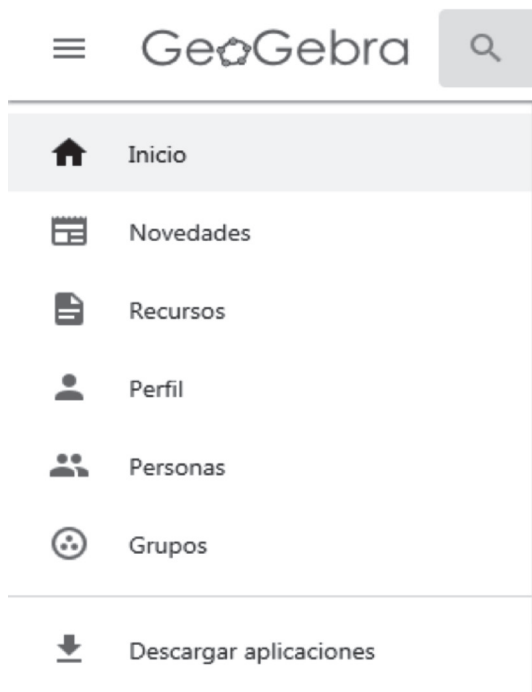 GeoGebra
Inicio
Novedades
Recursos
Perfil
Personas
Grupos
Descargar aplicaciones